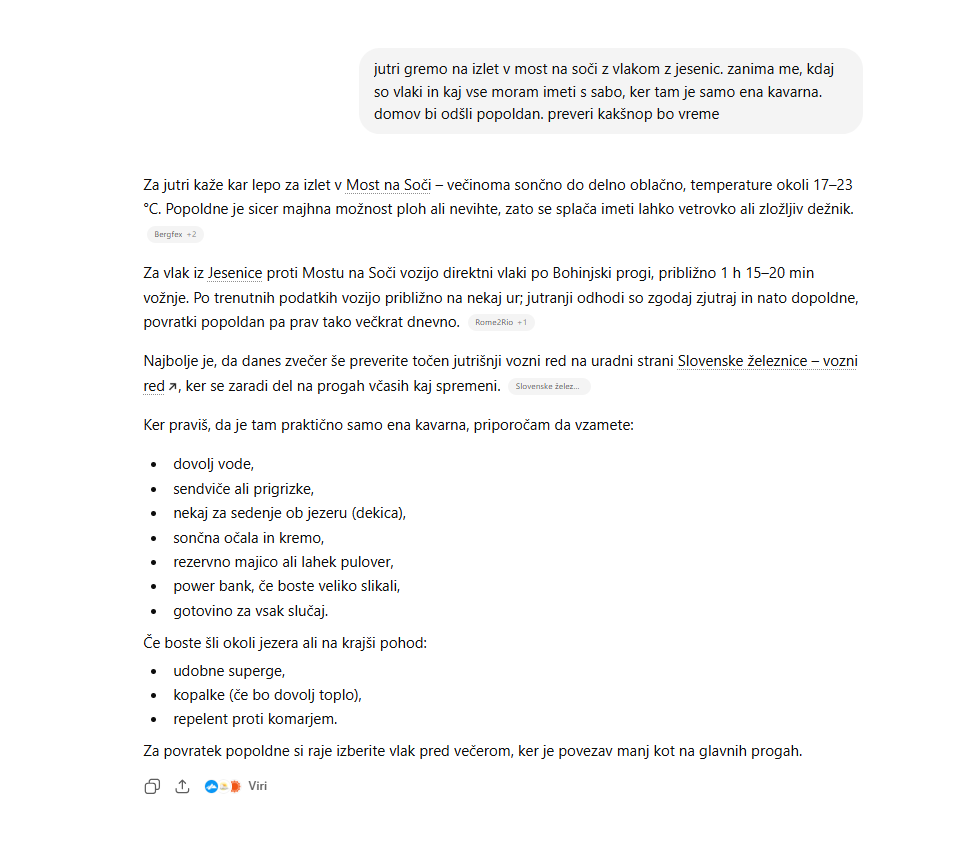 jutri gremo na izlet v most na soči z vlakom z jesenic. zanima me, kdaj
so vlaki in kaj vse moram imeti s sabo, ker tam je samo ena kavarna.
domov bi odšli popoldan. preveri kakšnop bo vreme
Za jutri kaže kar lepo za izlet v Most na Soči – večinoma sončno do delno oblačno, temperature okoli 17–23
°C. Popoldne je sicer majhna možnost ploh ali nevihte, zato se splača imeti lahko vetrovko ali zložljiv dežnik.
Bergfex +2
Za vlak iz Jesenice proti Mostu na Soči vozijo direktni vlaki po Bohinjski progi, približno 1 h 15–20 min
vožnje. Po trenutnih podatkih vozijo približno na nekaj ur; jutranji odhodi so zgodaj zjutraj in nato dopoldne,
povratki popoldan pa prav tako večkrat dnevno. Rome2Rio +1
Najbolje je, da danes zvečer še preverite točen jutrišnji vozni red na uradni strani Slovenske železnice – vozni
red ↗, ker se zaradi del na progah včasih kaj spremeni. Slovenske želez...
Ker praviš, da je tam praktično samo ena kavarna, priporočam da vzamete:
• dovolj vode,
• sendviče ali prigrizke,
• nekaj za sedenje ob jezeru (dekica),
• sončna očala in kremo,
• rezervno majico ali lahek pulover,
• power bank, če boste veliko slikali,
• gotovino za vsak slučaj.
Če boste šli okoli jezera ali na krajši pohod:
• udobne superge,
• kopalke (če bo dovolj toplo),
• repelent proti komarjem.
Za povratek popoldne si raje izberite vlak pred večerom, ker je povezav manj kot na glavnih progah.
Viri